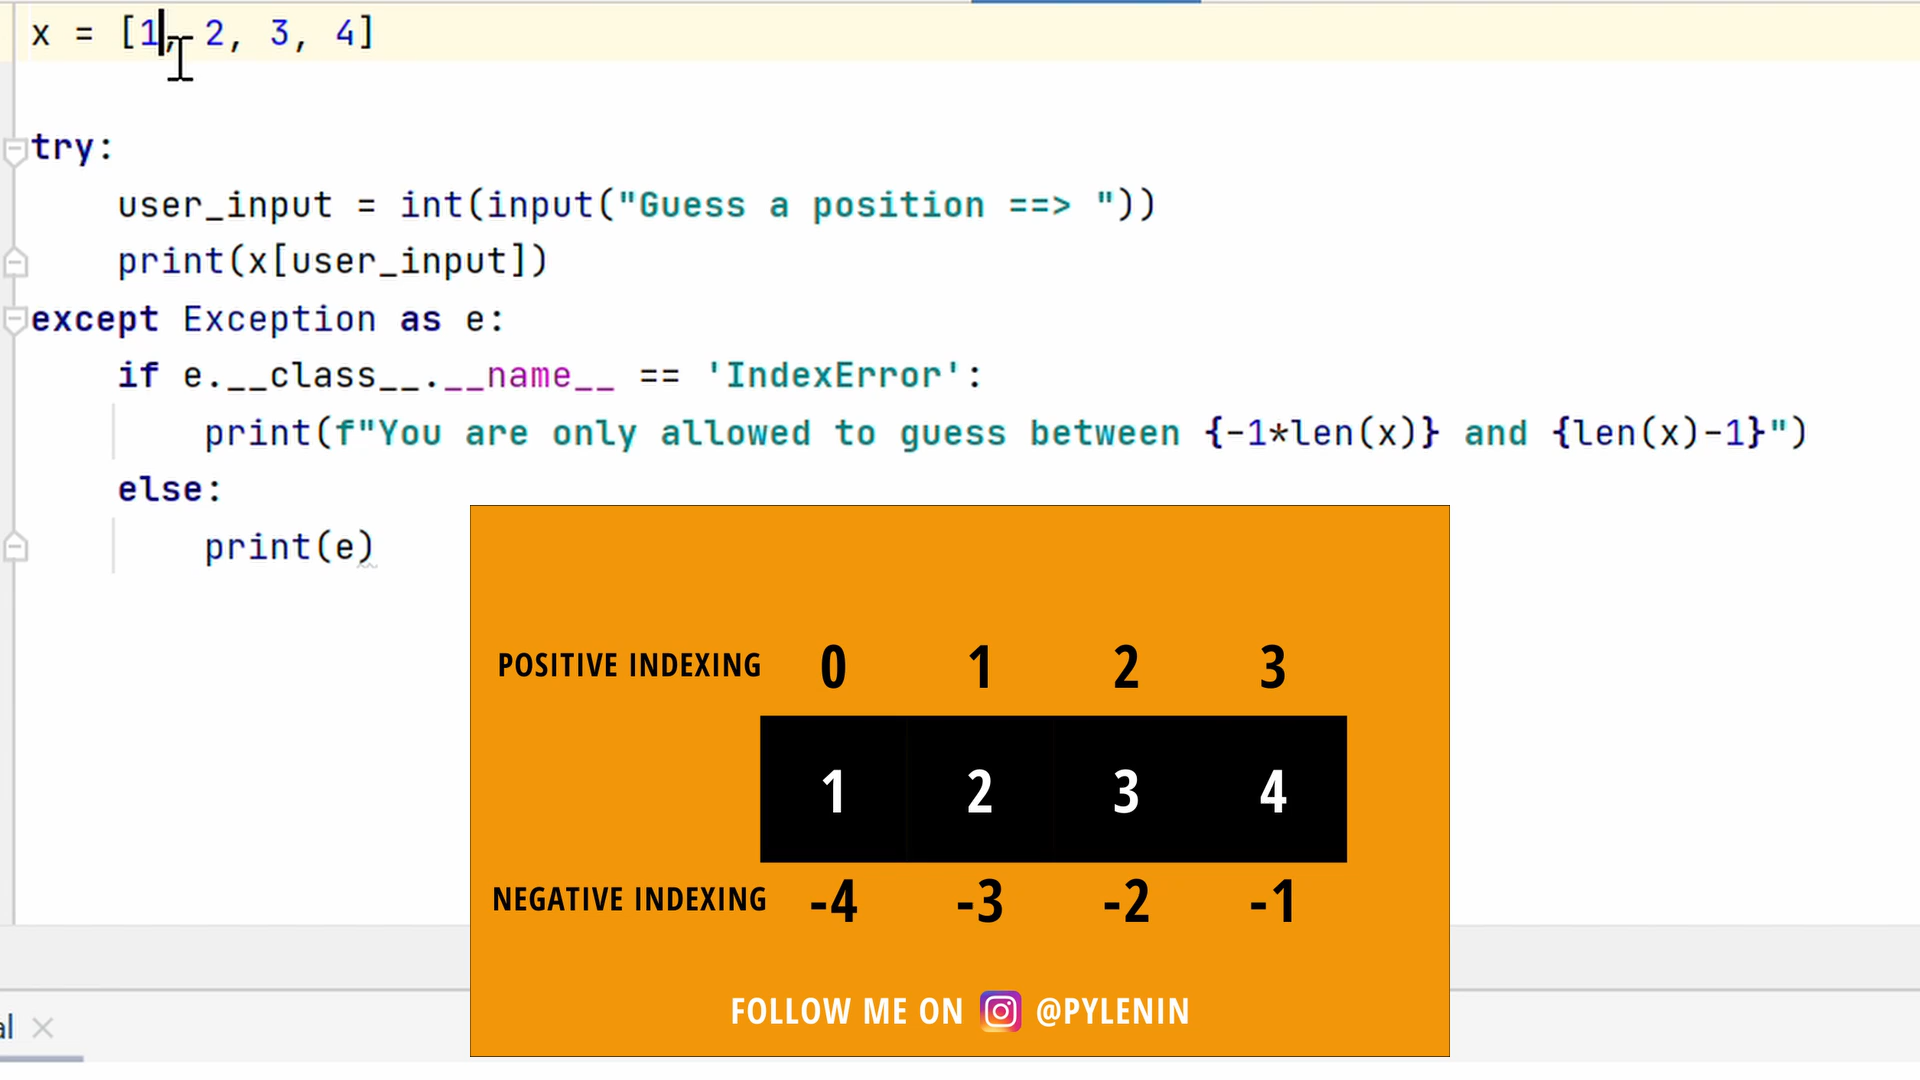 x = [1, 2, 3, 4]
try:
    user_input = int(input("Guess a position ==> "))
    print(x[user_input])
except Exception as e:
    if e.__class__.__name__ == 'IndexError':
        print(f"You are only allowed to guess between {-1*len(x)} and {len(x)-1}")
    else:
        print(e)
POSITIVE INDEXING 0 1 2 3
1 2 3 4
NEGATIVE INDEXING -4 -3 -2 -1
FOLLOW ME ON @PYLENIN